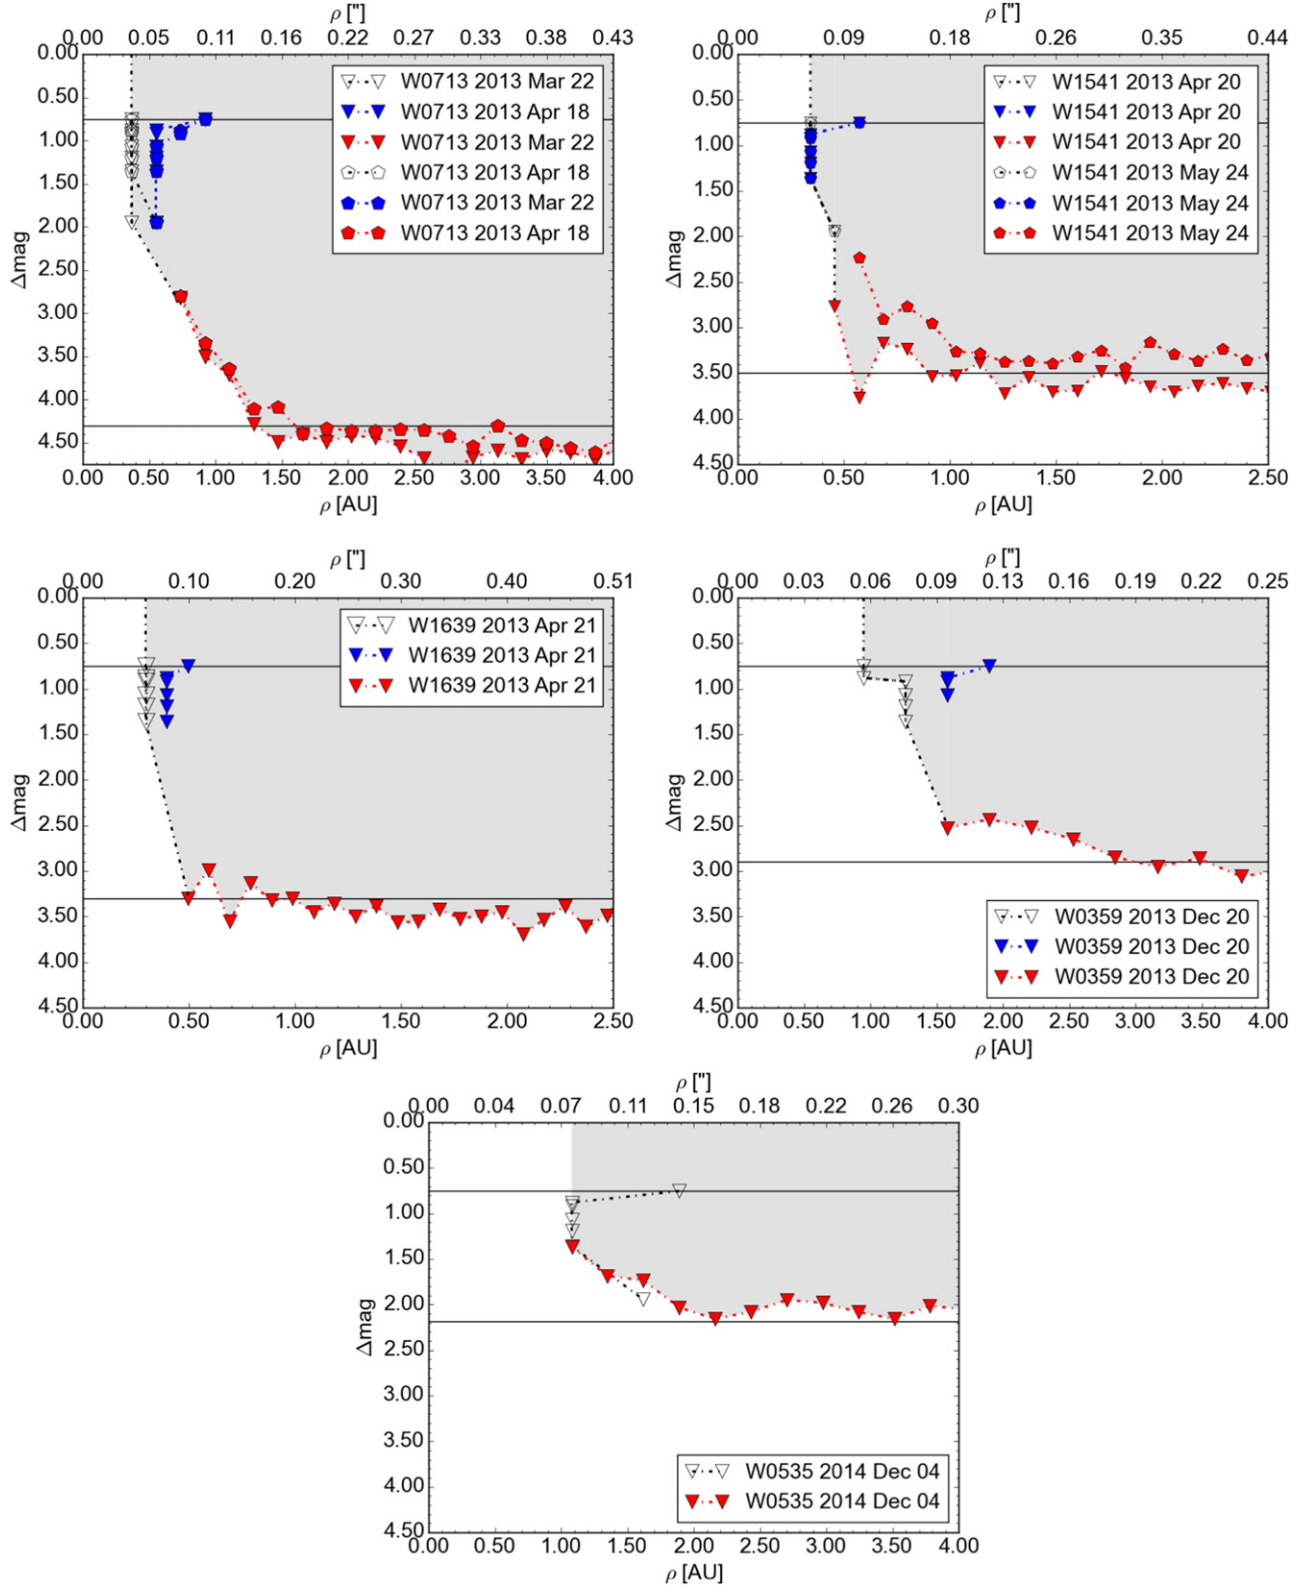 ρ ["]
0.00 0.05 0.11 0.16 0.22 0.27 0.33 0.38 0.43
0.00
0.50
1.00
1.50
2.00
2.50
3.00
3.50
4.00
4.50
Δmag
W0713 2013 Mar 22
W0713 2013 Apr 18
W0713 2013 Mar 22
W0713 2013 Apr 18
W0713 2013 Mar 22
W0713 2013 Apr 18
0.00 0.50 1.00 1.50 2.00 2.50 3.00 3.50 4.00
ρ [AU]
ρ ["]
0.00 0.09 0.18 0.26 0.35 0.44
0.00
0.50
1.00
1.50
2.00
2.50
3.00
3.50
4.00
4.50
Δmag
W1541 2013 Apr 20
W1541 2013 Apr 20
W1541 2013 Apr 20
W1541 2013 May 24
W1541 2013 May 24
W1541 2013 May 24
0.00 0.50 1.00 1.50 2.00 2.50
ρ [AU]
ρ ["]
0.00 0.10 0.20 0.30 0.40 0.51
0.00
0.50
1.00
1.50
2.00
2.50
3.00
3.50
4.00
4.50
Δmag
W1639 2013 Apr 21
W1639 2013 Apr 21
W1639 2013 Apr 21
0.00 0.50 1.00 1.50 2.00 2.50
ρ [AU]
ρ ["]
0.00 0.03 0.06 0.09 0.13 0.16 0.19 0.22 0.25
0.00
0.50
1.00
1.50
2.00
2.50
3.00
3.50
4.00
4.50
Δmag
W0359 2013 Dec 20
W0359 2013 Dec 20
W0359 2013 Dec 20
0.00 0.50 1.00 1.50 2.00 2.50 3.00 3.50 4.00
ρ [AU]
ρ ["]
0.00 0.04 0.07 0.11 0.15 0.18 0.22 0.26 0.30
0.00
0.50
1.00
1.50
2.00
2.50
3.00
3.50
4.00
4.50
Δmag
W0535 2014 Dec 04
W0535 2014 Dec 04
0.00 0.50 1.00 1.50 2.00 2.50 3.00 3.50 4.00
ρ [AU]